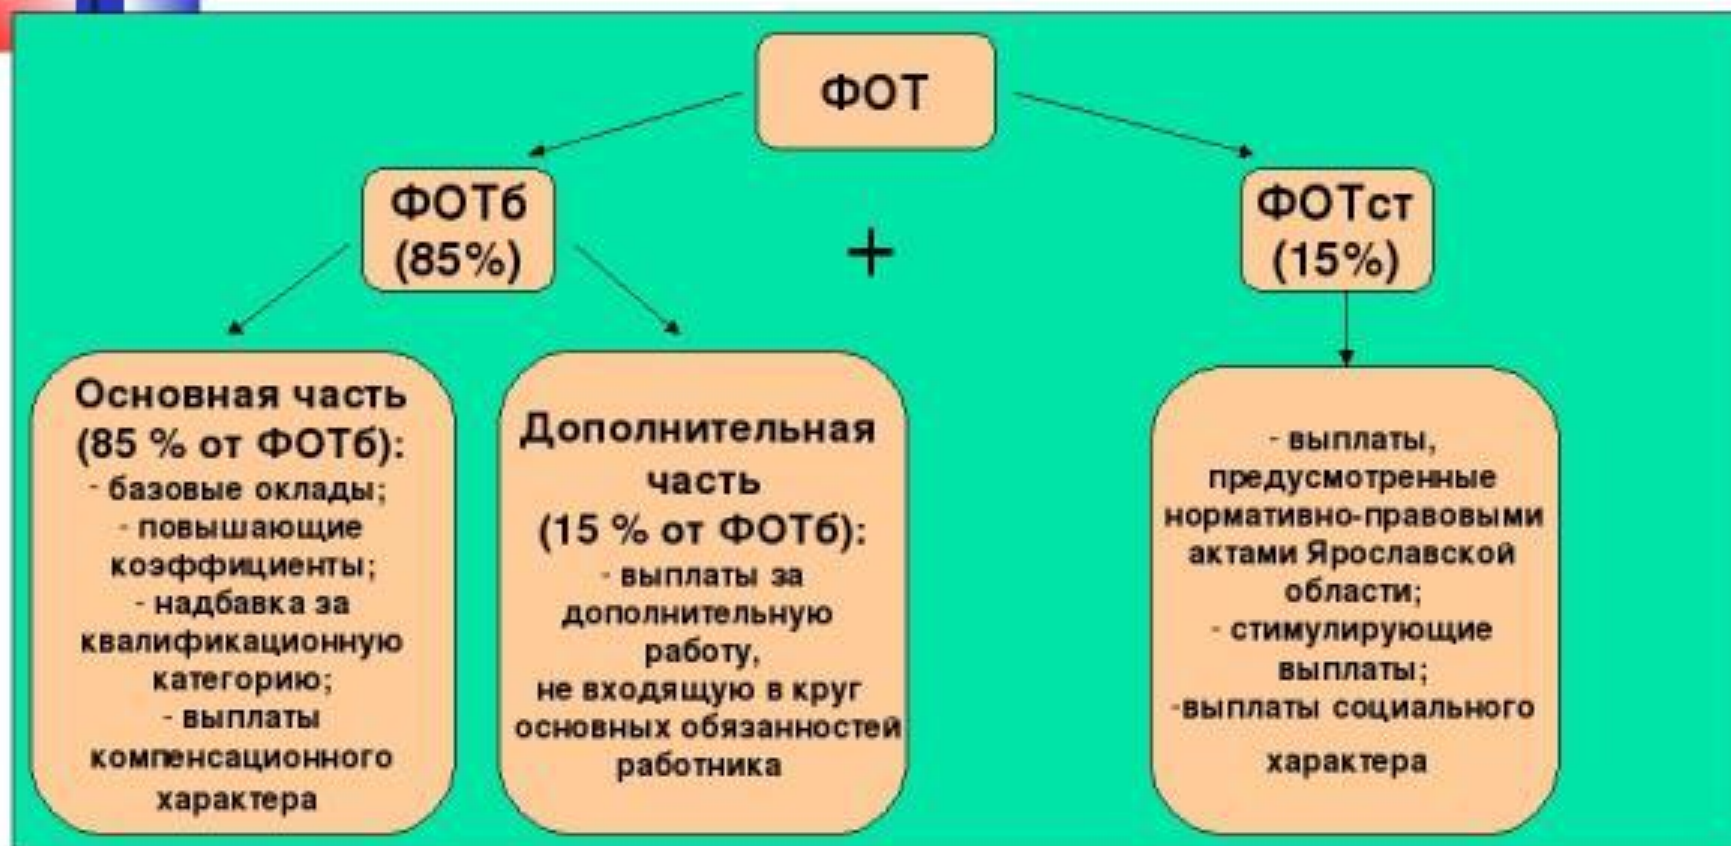 ФОТ
ФОТб
(85%)
+
ФОТст
(15%)
Основная часть
(85 % от ФОТб):
- базовые оклады;
- повышающие
коэффициенты;
- надбавка за
квалификационную
категорию;
- выплаты
компенсационного
характера
Дополнительная
часть
(15 % от ФОТб):
- выплаты за
дополнительную
работу,
не входящую в круг
основных обязанностей
работника
- выплаты,
предусмотренные
нормативно-правовыми
актами Ярославской
области;
- стимулирующие
выплаты;
-выплаты социального
характера